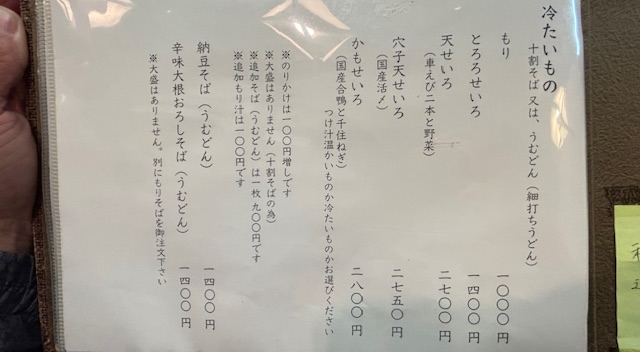 冷たいもの
十割そば 又は、うむどん(細打ちうどん)
もり 一〇〇〇円
とろろせいろ 一四〇〇円
天せいろ 二七〇〇円
(車えび二本と野菜)
穴子天せいろ 二七五〇円
(国産活〆)
かもせいろ 二八〇〇円
(国産合鴨と千住ねぎ)
つけ汁温かいものか冷たいものかお選びください
※のりかけは一〇〇円増しです
※大盛はありません(十割そばの為)
※追加そば(うむどん)は一枚 九〇〇円です
※追加もり汁は一〇〇円です
納豆そば(うむどん) 一四〇〇円
辛味大根おろしそば(うむどん) 一四〇〇円
※大盛はありません。別にもりそばを御注文下さい